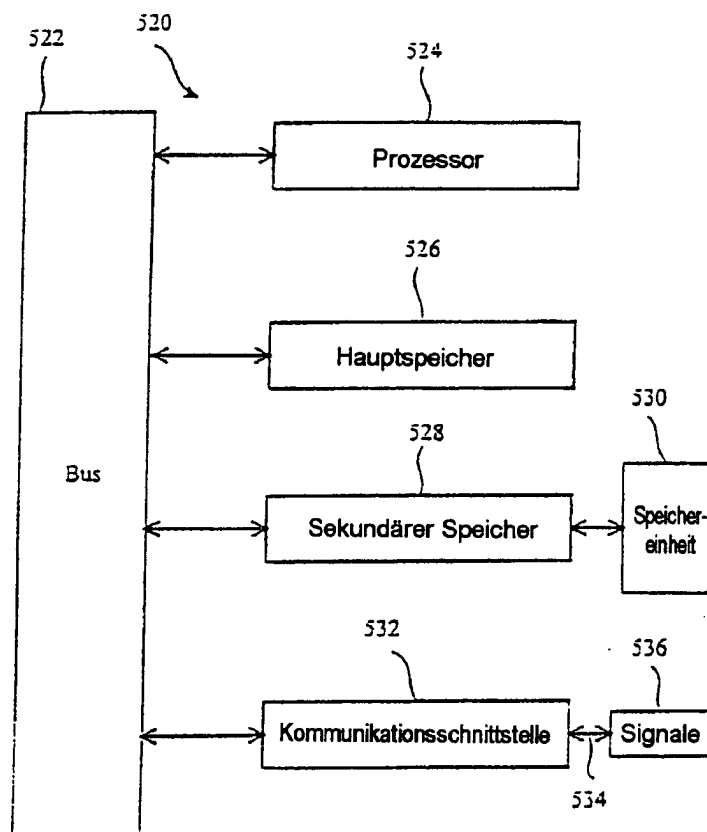 522
520
524
Prozessor
526
Hauptspeicher
Bus
528
Sekundärer Speicher
530
Speicher-
einheit
532
Kommunikationsschnittstelle
534
536
Signale